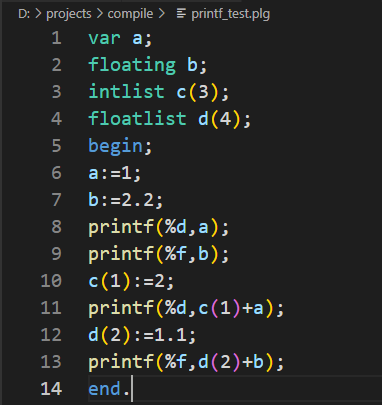 D: > projects > compile > printf_test.plg
1 var a;
2 floating b;
3 intlist c(3);
4 floatlist d(4);
5 begin;
6 a:=1;
7 b:=2.2;
8 printf(%d,a);
9 printf(%f,b);
10 c(1):=2;
11 printf(%d,c(1)+a);
12 d(2):=1.1;
13 printf(%f,d(2)+b);
14 end.